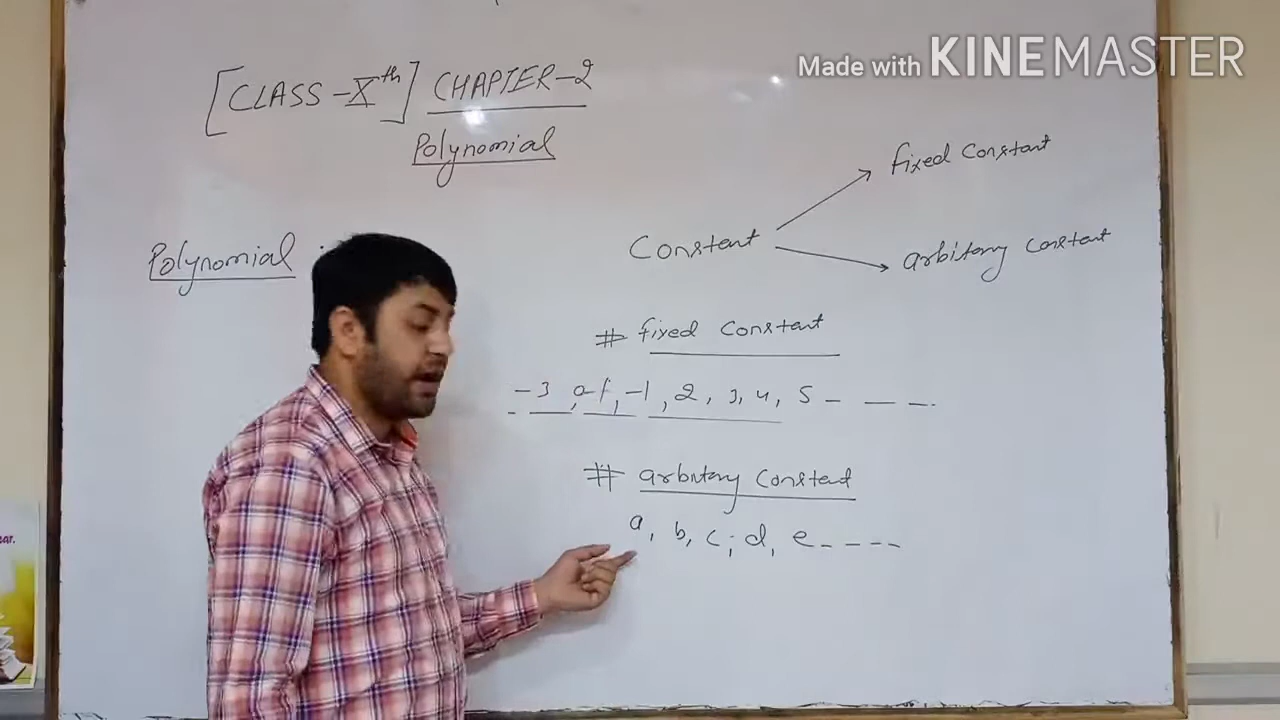 Made with KINEMASTER
[CLASS-Xth] CHAPTER-2
Polynomial
Polynomial
Constant
fixed Constant
arbitary Constant
# fixed Constant
-3, -1, 2, 3, 4, 5 - - - -
# arbitary Constant
a, b, c, d, e - - - -